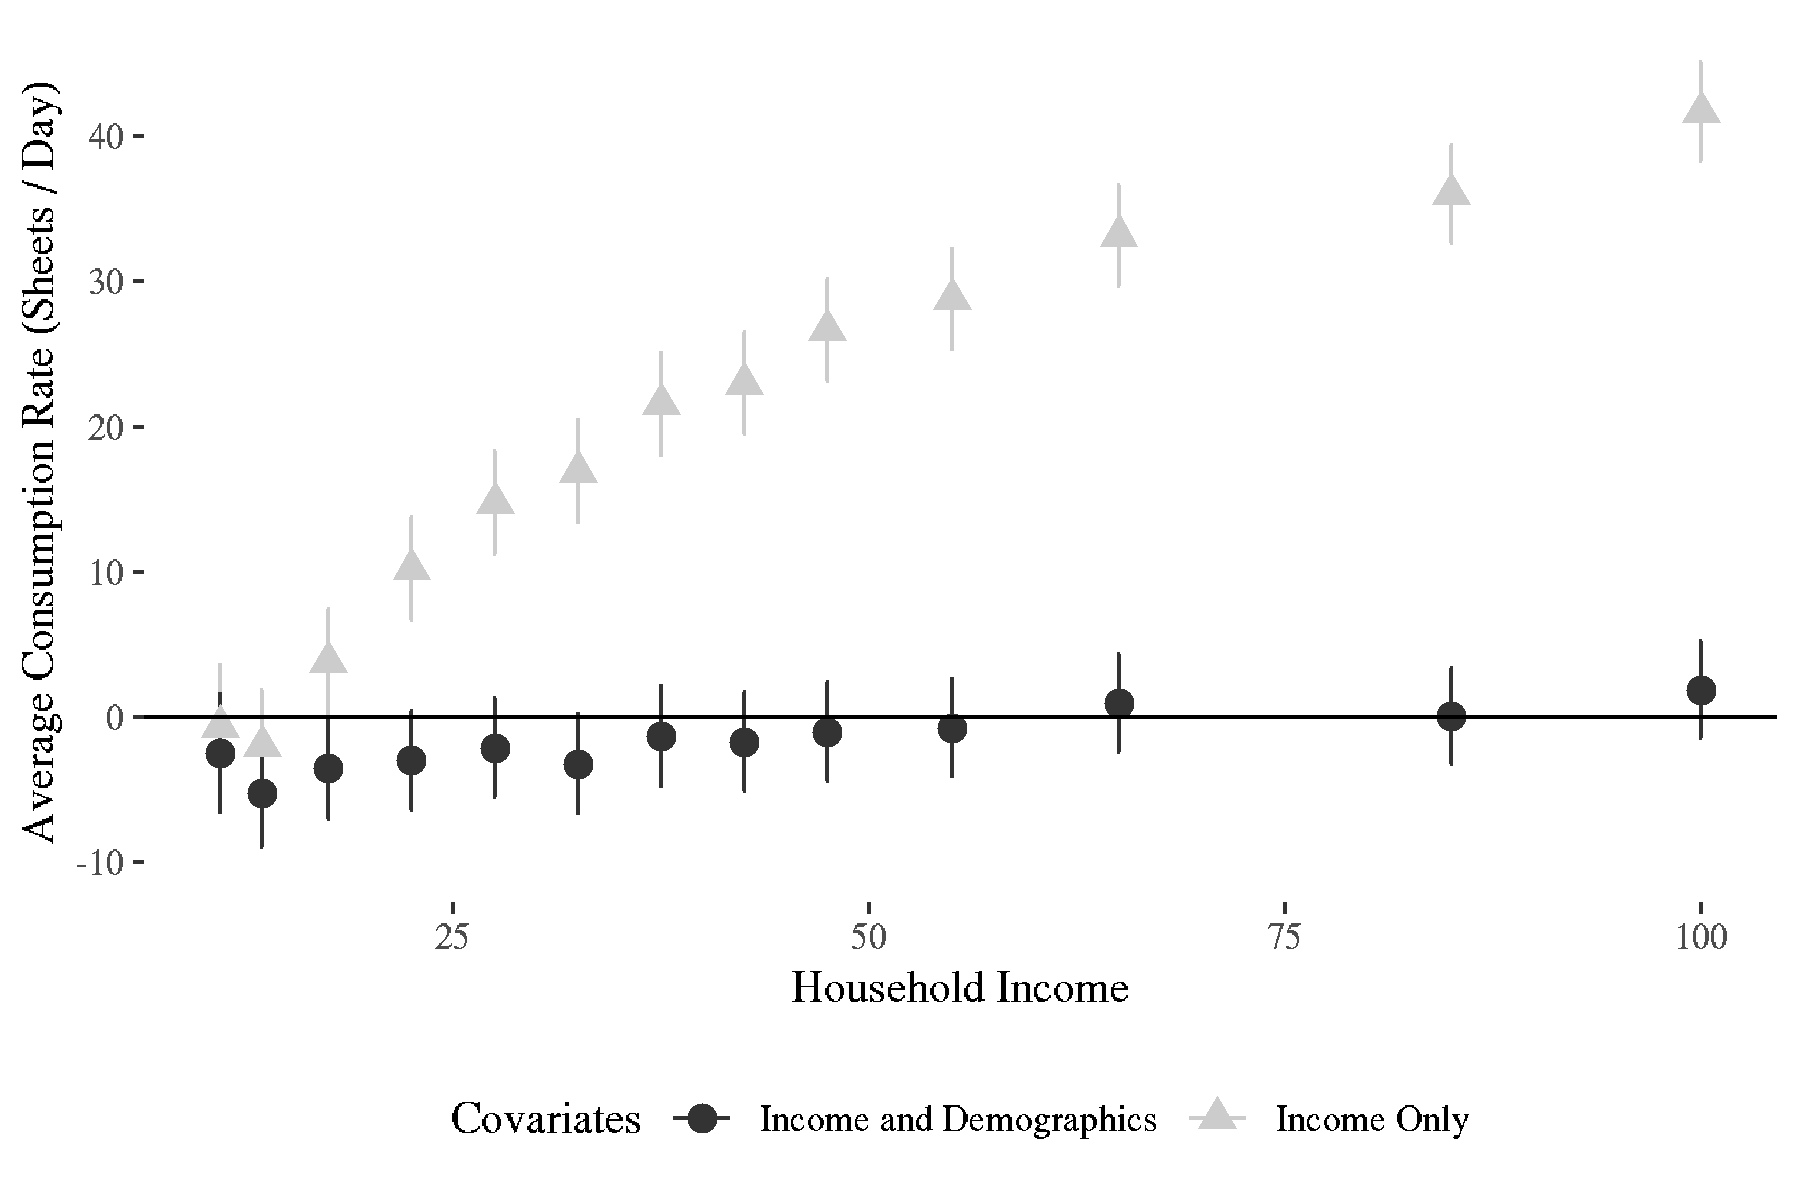 Average Consumption Rate (Sheets / Day)
40
30
20
10
0
-10
25 50 75 100
Household Income
Covariates Income and Demographics Income Only